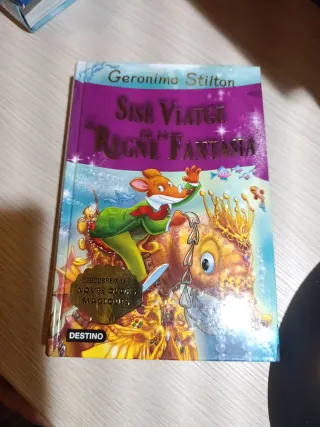 Geronimo Stilton
SISÈ VIATGE
AL
REGNE DE LA FANTASIA
DESTINO